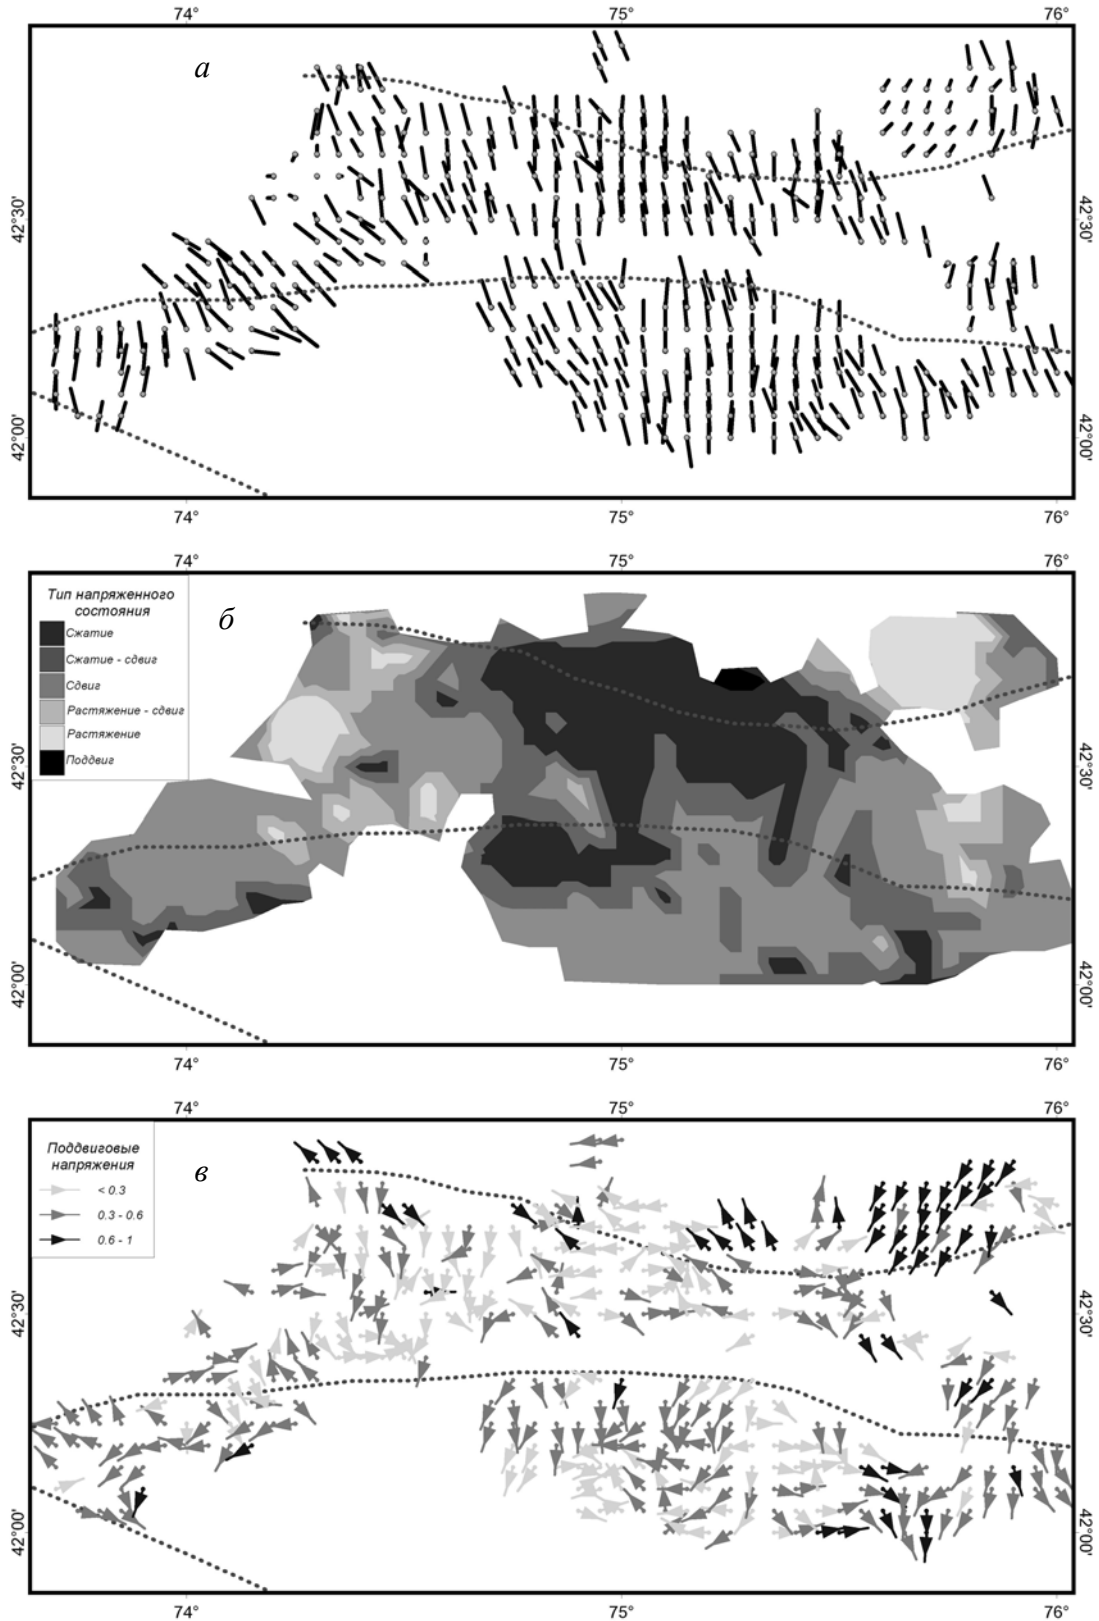 74° 75° 76°
а
42°30'
42°30'
42°00'
42°00'
74° 75° 76°
74° 75° 76°
Тип напряженного
состояния
Сжатие
Сжатие - сдвиг
Сдвиг
Растяжение - сдвиг
Растяжение
Поддвиг
б
42°30'
42°30'
42°00'
42°00'
74° 75° 76°
74° 75° 76°
Поддвиговые
напряжения
< 0.3
0.3 - 0.6
0.6 - 1
в
42°30'
42°30'
42°00'
42°00'
74° 75° 76°